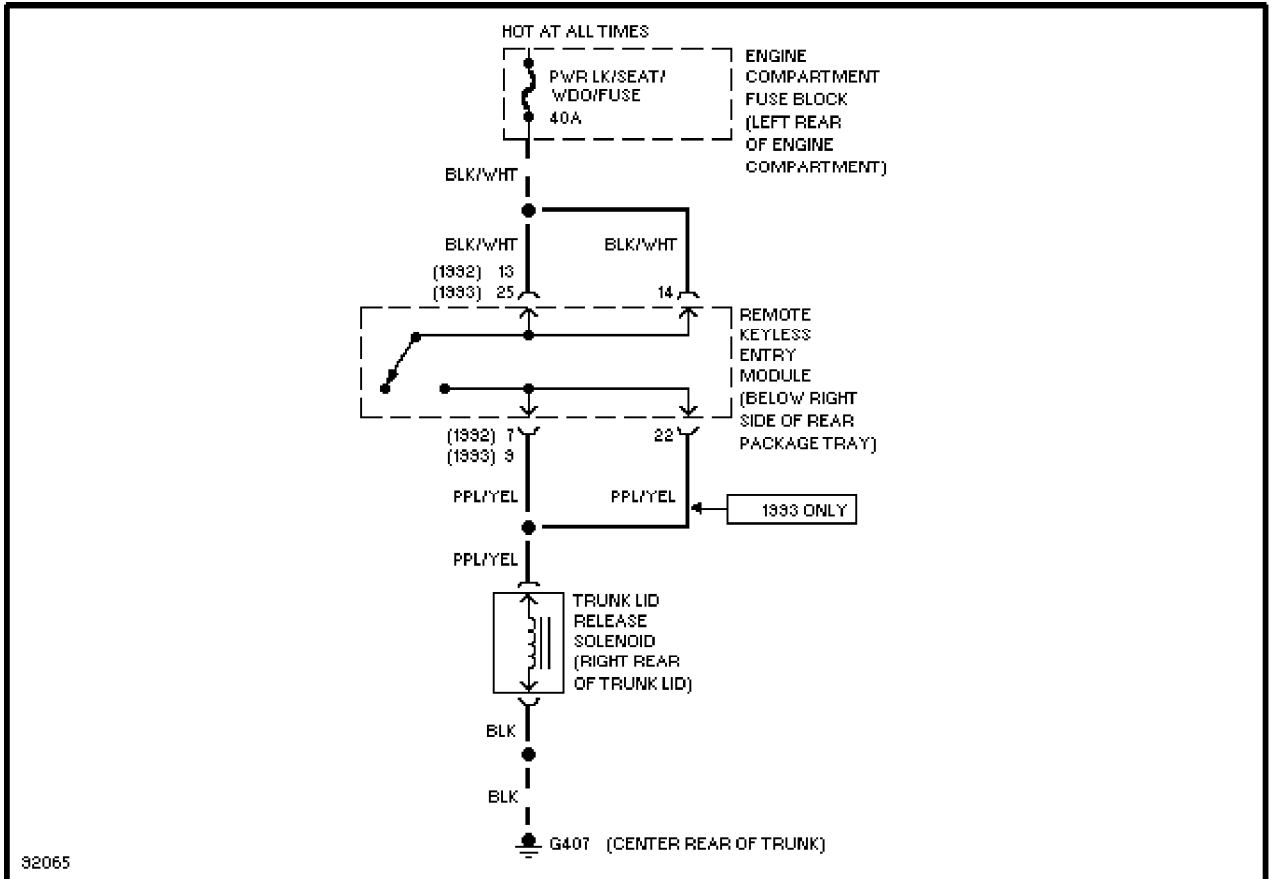 HOT AT ALL TIMES
PWR LK/SEAT/
WDO/FUSE
40A
ENGINE
COMPARTMENT
FUSE BLOCK
(LEFT REAR
OF ENGINE
COMPARTMENT)
BLK/WHT
BLK/WHT
BLK/WHT
(1992) 13
(1993) 25
14
REMOTE
KEYLESS
ENTRY
MODULE
(BELOW RIGHT
SIDE OF REAR
PACKAGE TRAY)
(1992) 7
(1993) 9
22
PPL/YEL
PPL/YEL
1993 ONLY
PPL/YEL
TRUNK LID
RELEASE
SOLENOID
(RIGHT REAR
OF TRUNK LID)
BLK
BLK
G407 (CENTER REAR OF TRUNK)
92065